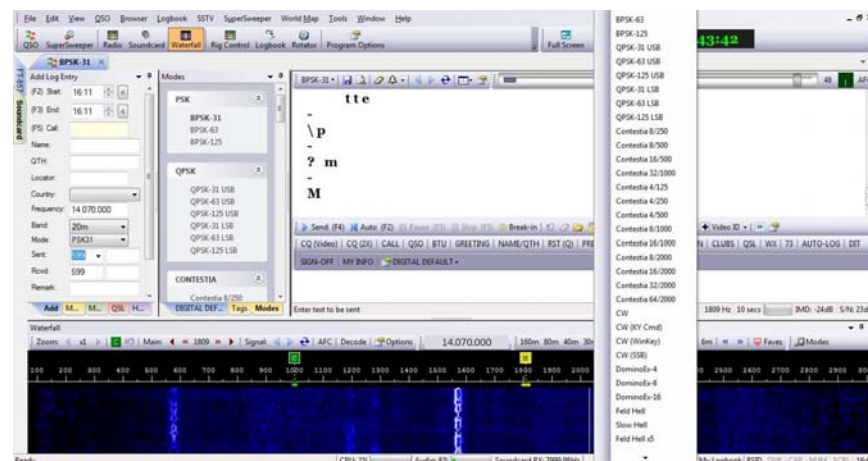 File Edit View QSO Browser Logbook SSTV SuperSweeper World Map Tools Window Help
QSO SuperSweeper Radio Soundcard Waterfall Rig Control Logbook Rotator Program Options Full Screen
43:42
BPSK-31
FT-857 Soundcard
Add Log Entry
(F2) Start: 16:11
(F3) End: 16:11
(F5) Call:
Name:
QTH:
Locator:
Country:
Frequency: 14.070.000
Band: 20m
Mode: PSK31
Sent: 599
Rcvd: 599
Remark:
Add M... M... QSL H...
Modes
PSK
BPSK-31
BPSK-63
BPSK-125
QPSK
QPSK-31 USB
QPSK-63 USB
QPSK-125 USB
QPSK-31 LSB
QPSK-63 LSB
QPSK-125 LSB
CONTESTIA
Contestia 8/250
DIGITAL DEF... Tags Modes
BPSK-31 48 AFC
tte
-
\p
-
? m
-
M
Send (F4) Auto (F2) Pause (F3) Stop (F3) Break-in Video ID
CQ (Video) CQ (2X) CALL QSO BTU GREETING NAME/QTH RST (Q) PRE N CLUBS QSL WX 73 AUTO-LOG DIT
SIGN-OFF MY INFO DIGITAL DEFAULT
Enter text to be sent 1809 Hz 10 secs IMD: -24dB S/N: 23d
BPSK-63
BPSK-125
QPSK-31 USB
QPSK-63 USB
QPSK-125 USB
QPSK-31 LSB
QPSK-63 LSB
QPSK-125 LSB
Contestia 8/250
Contestia 8/500
Contestia 16/500
Contestia 32/1000
Contestia 4/125
Contestia 4/250
Contestia 4/500
Contestia 8/1000
Contestia 16/1000
Contestia 8/2000
Contestia 16/2000
Contestia 32/2000
Contestia 64/2000
CW
CW (KY Cmd)
CW (WinKey)
CW (SSB)
DominoEx-4
DominoEx-8
DominoEx-16
Feld Hell
Slow Hell
Feld Hell x5
Waterfall
Zoom: x1 Main: 1809 Signal: AFC Decode Options 14.070.000 160m 80m 40m 30m 6m Faves Modes
100 200 300 400 500 600 700 800 900 1000 1100 1200 1300 1400 1500 1600 1700 1800 1900 2000 2500 2600 2700 2800 2900
Ready